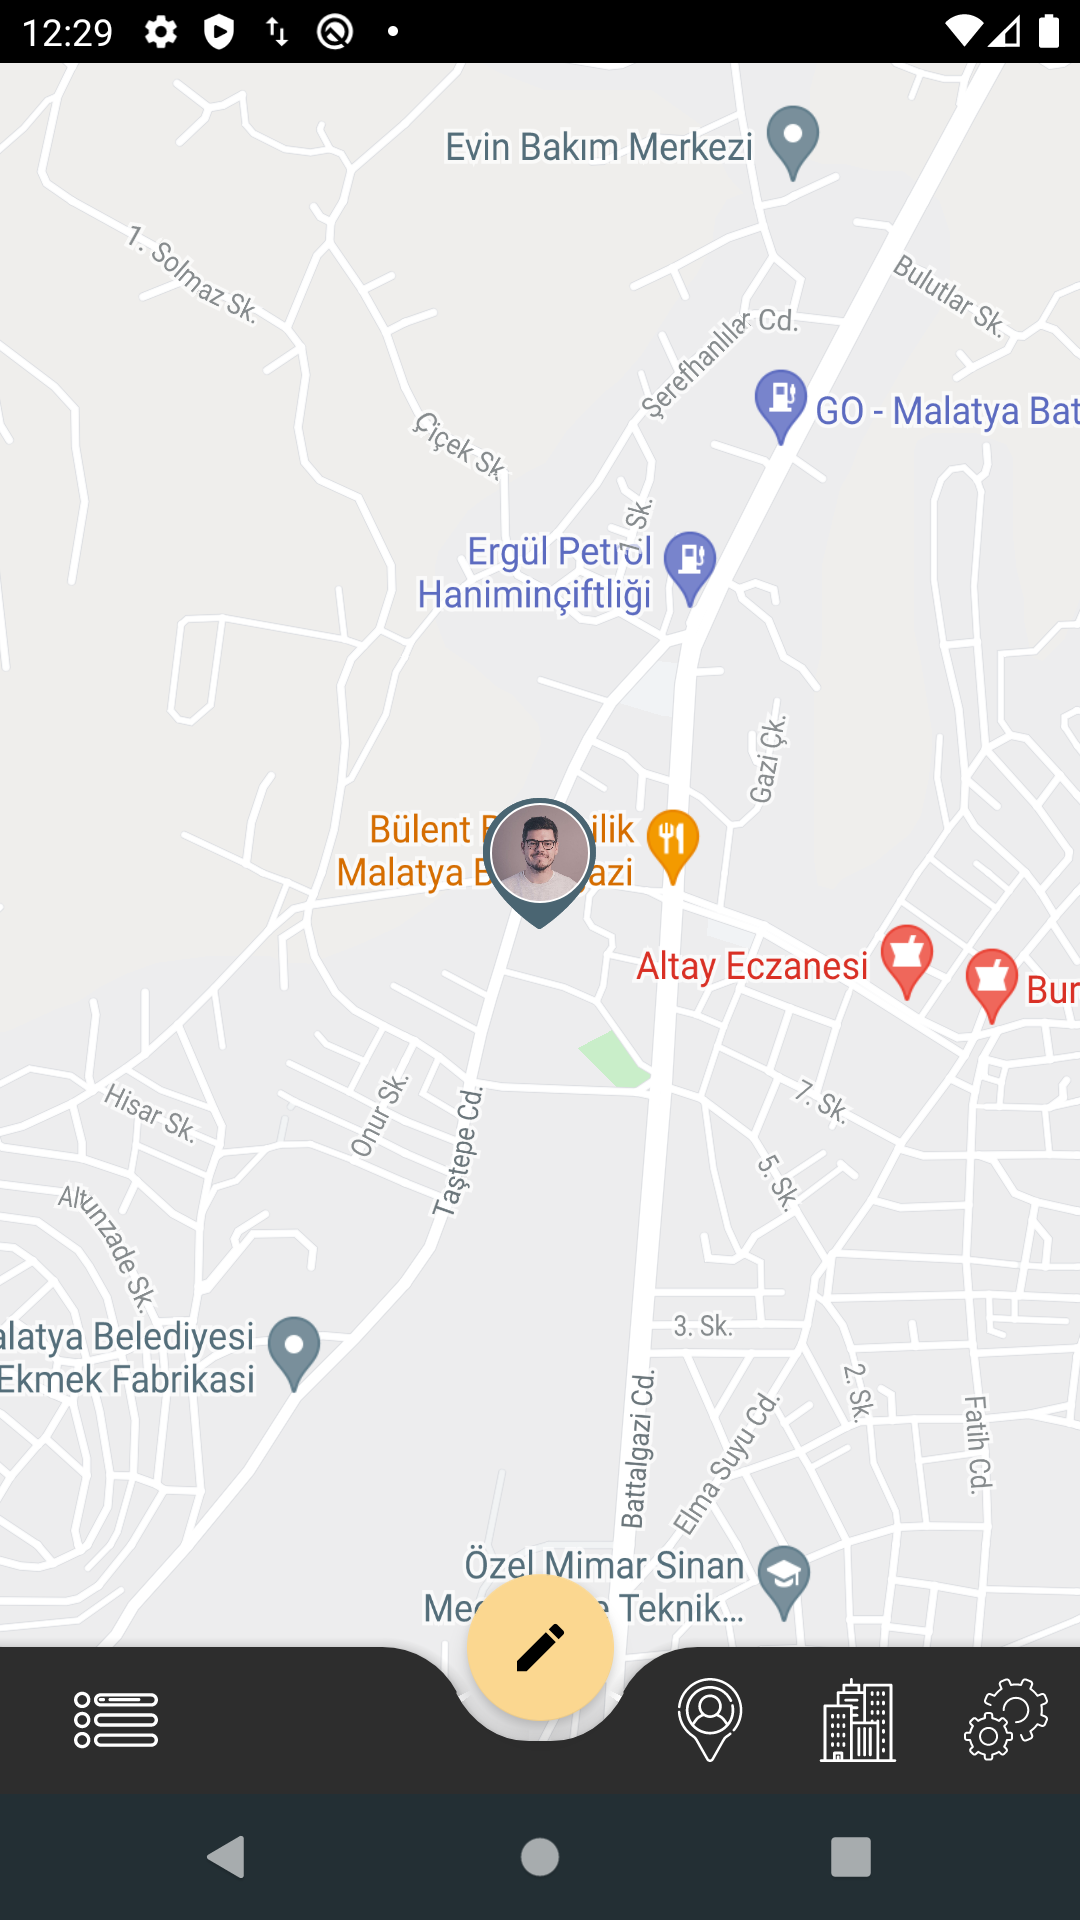 12:29
Evin Bakım Merkezi
1. Solmaz Sk.
Bulutlar Sk.
Şerefhanlılar Cd.
GO - Malatya Bat
Çiçek Sk.
1. Sk.
Ergül Petrol
Haniminçiftliği
Gazi Çk.
Bülent
ilik
Malatya
azi
Altay Eczanesi
Bur
Hisar Sk.
Onur Sk.
Taştepe Cd.
7. Sk.
5. Sk.
Altunzade Sk.
alatya Belediyesi
Ekmek Fabrikasi
3. Sk.
2. Sk.
Battalgazi Cd.
Elma Suyu Cd.
Fatih Cd.
Özel Mimar Sinan
Teknik...